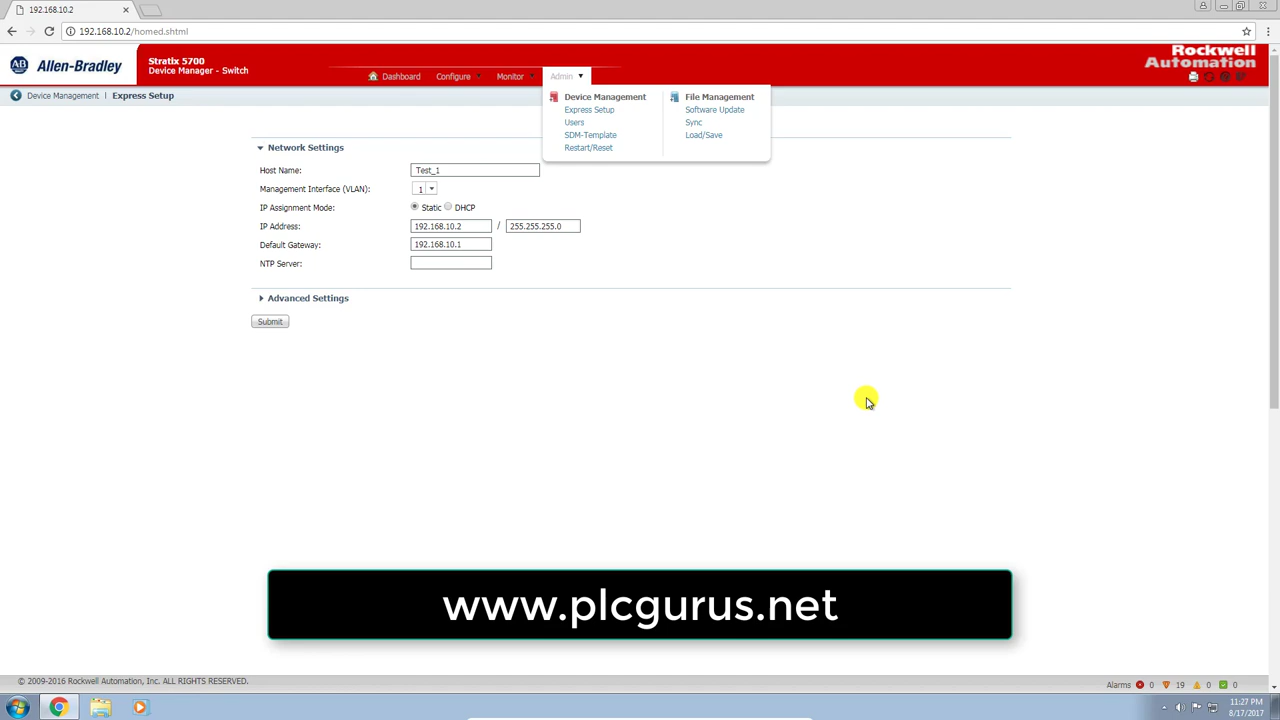 192.168.10.2
192.168.10.2/homed.shtml
Allen-Bradley
AB
Stratix 5700
Device Manager - Switch
Rockwell
Automation
Dashboard
Configure
Monitor
Admin
Device Management | Express Setup
Device Management
Express Setup
Users
SDM-Template
Restart/Reset
File Management
Software Update
Sync
Load/Save
Network Settings
Host Name: Test_1
Management Interface (VLAN): 1
IP Assignment Mode: Static DHCP
IP Address: 192.168.10.2 / 255.255.255.0
Default Gateway: 192.168.10.1
NTP Server:
Advanced Settings
Submit
www.plcgurus.net
© 2009-2016 Rockwell Automation, Inc. ALL RIGHTS RESERVED.
Alarms 0 19 0 0
11:27 PM
8/17/2017